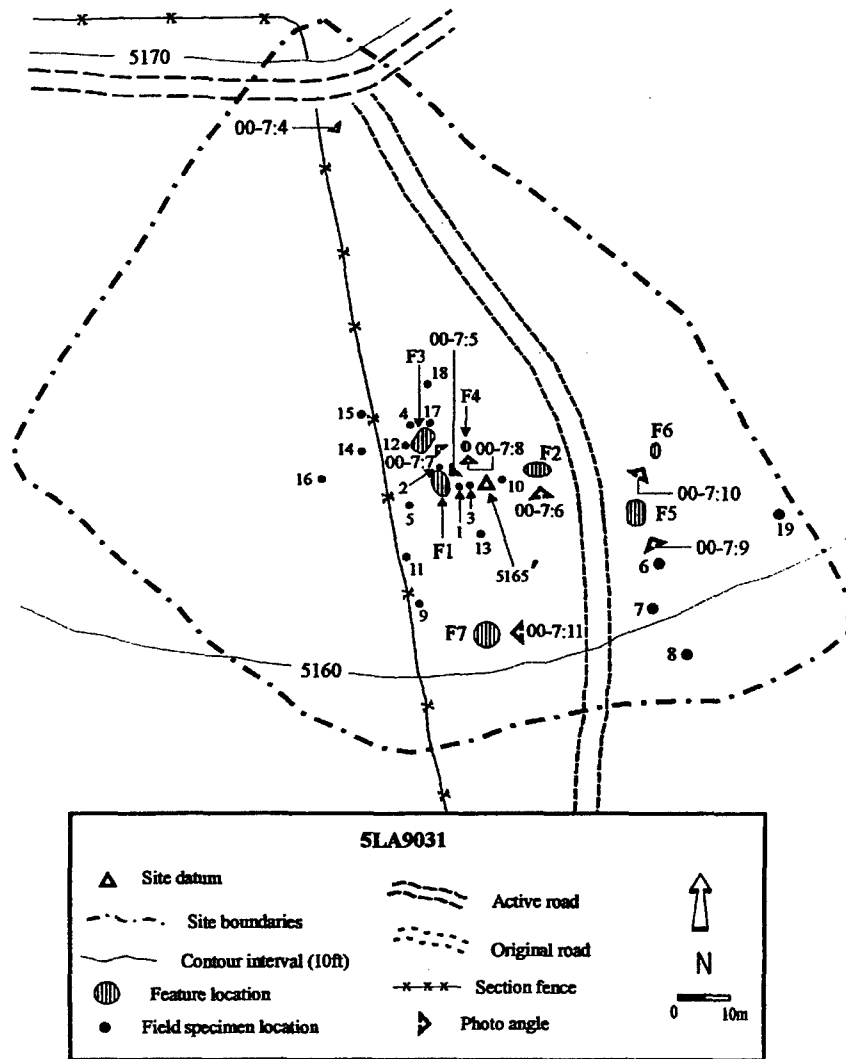 5170
00-7:4
00-7:5
F3
18
F4
15
4
17
12
00-7:8
F2
F6
14
00-7:7
16
2
10
00-7:10
5
1
3
00-7:6
F5
19
F1
13
00-7:9
11
5165'
6
9
7
F7
00-7:11
5160
8
5LA9031
Site datum
Active road
Site boundaries
Original road
Contour interval (10ft)
N
Feature location
Section fence
Field specimen location
Photo angle
0 10m